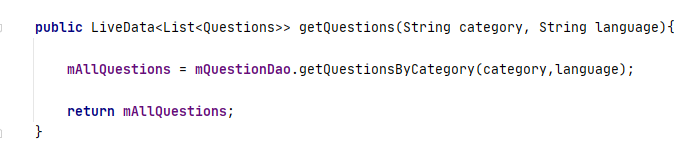 public LiveData<List<Questions>> getQuestions(String category, String language){
mAllQuestions = mQuestionDao.getQuestionsByCategory(category,language);
return mAllQuestions;
}